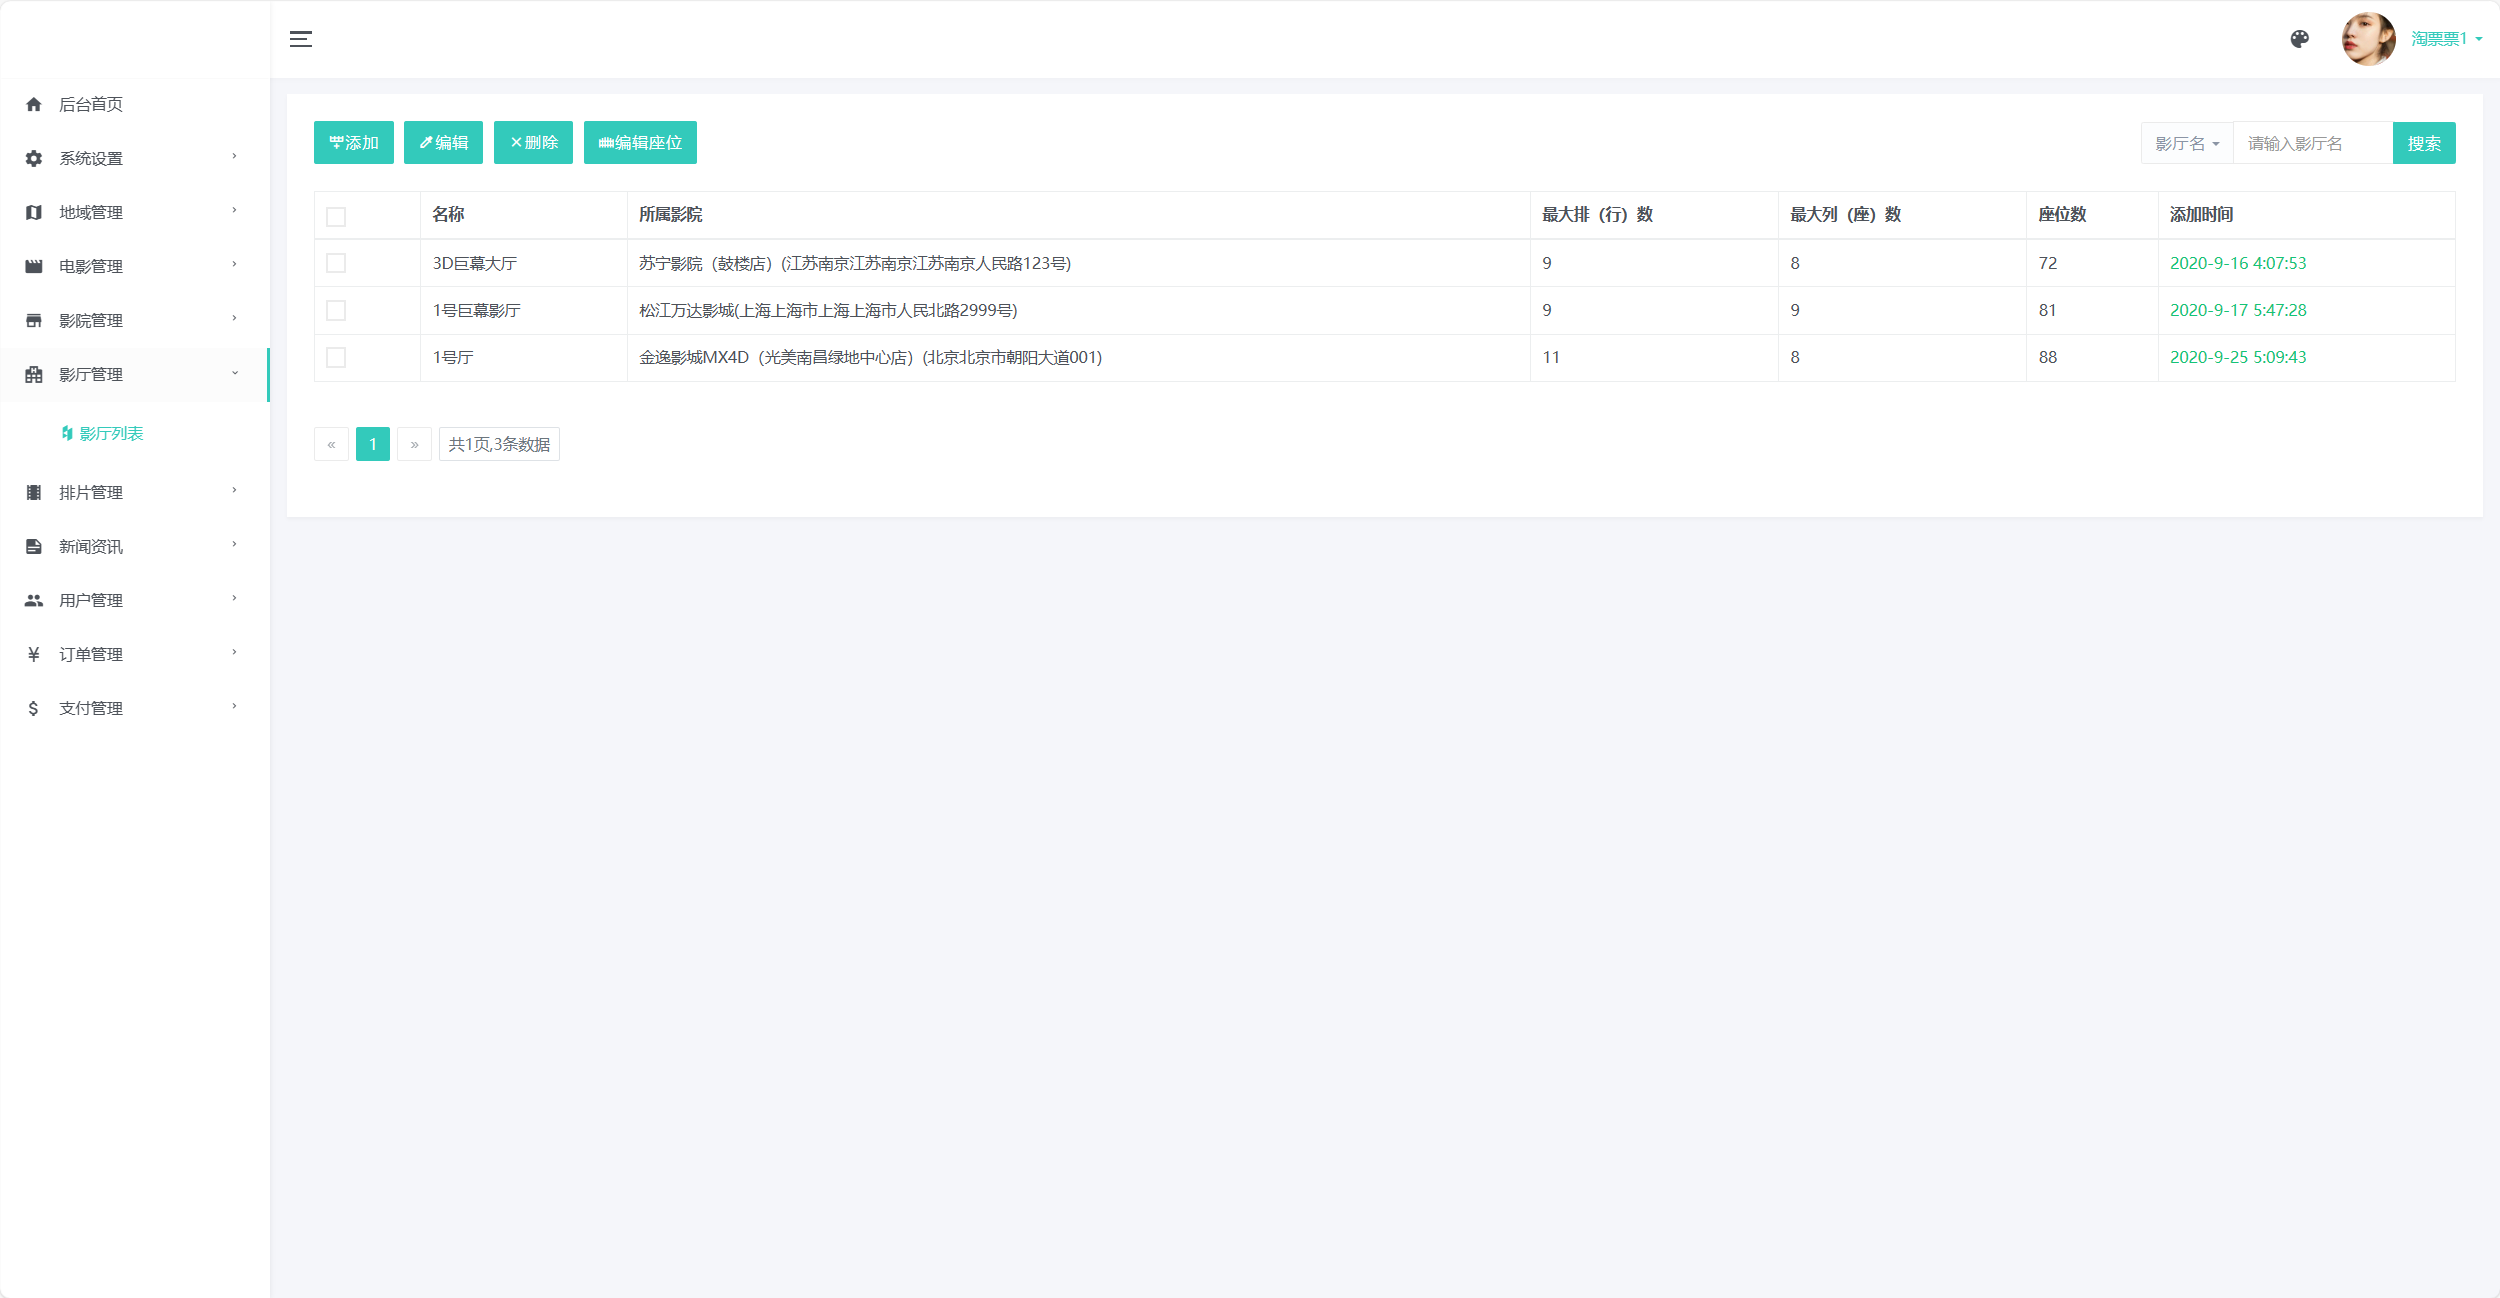 淘票票1
后台首页
系统设置
地域管理
电影管理
影院管理
影厅管理
影厅列表
排片管理
新闻资讯
用户管理
订单管理
支付管理
添加 编辑 删除 编辑座位 影厅名 请输入影厅名 搜索
名称 所属影院 最大排（行）数 最大列（座）数 座位数 添加时间
3D巨幕大厅 苏宁影院（鼓楼店）(江苏南京江苏南京江苏南京人民路123号) 9 8 72 2020-9-16 4:07:53
1号巨幕影厅 松江万达影城(上海上海市上海上海市人民北路2999号) 9 9 81 2020-9-17 5:47:28
1号厅 金逸影城MX4D（光美南昌绿地中心店）(北京北京市朝阳大道001) 11 8 88 2020-9-25 5:09:43
« 1 » 共1页,3条数据